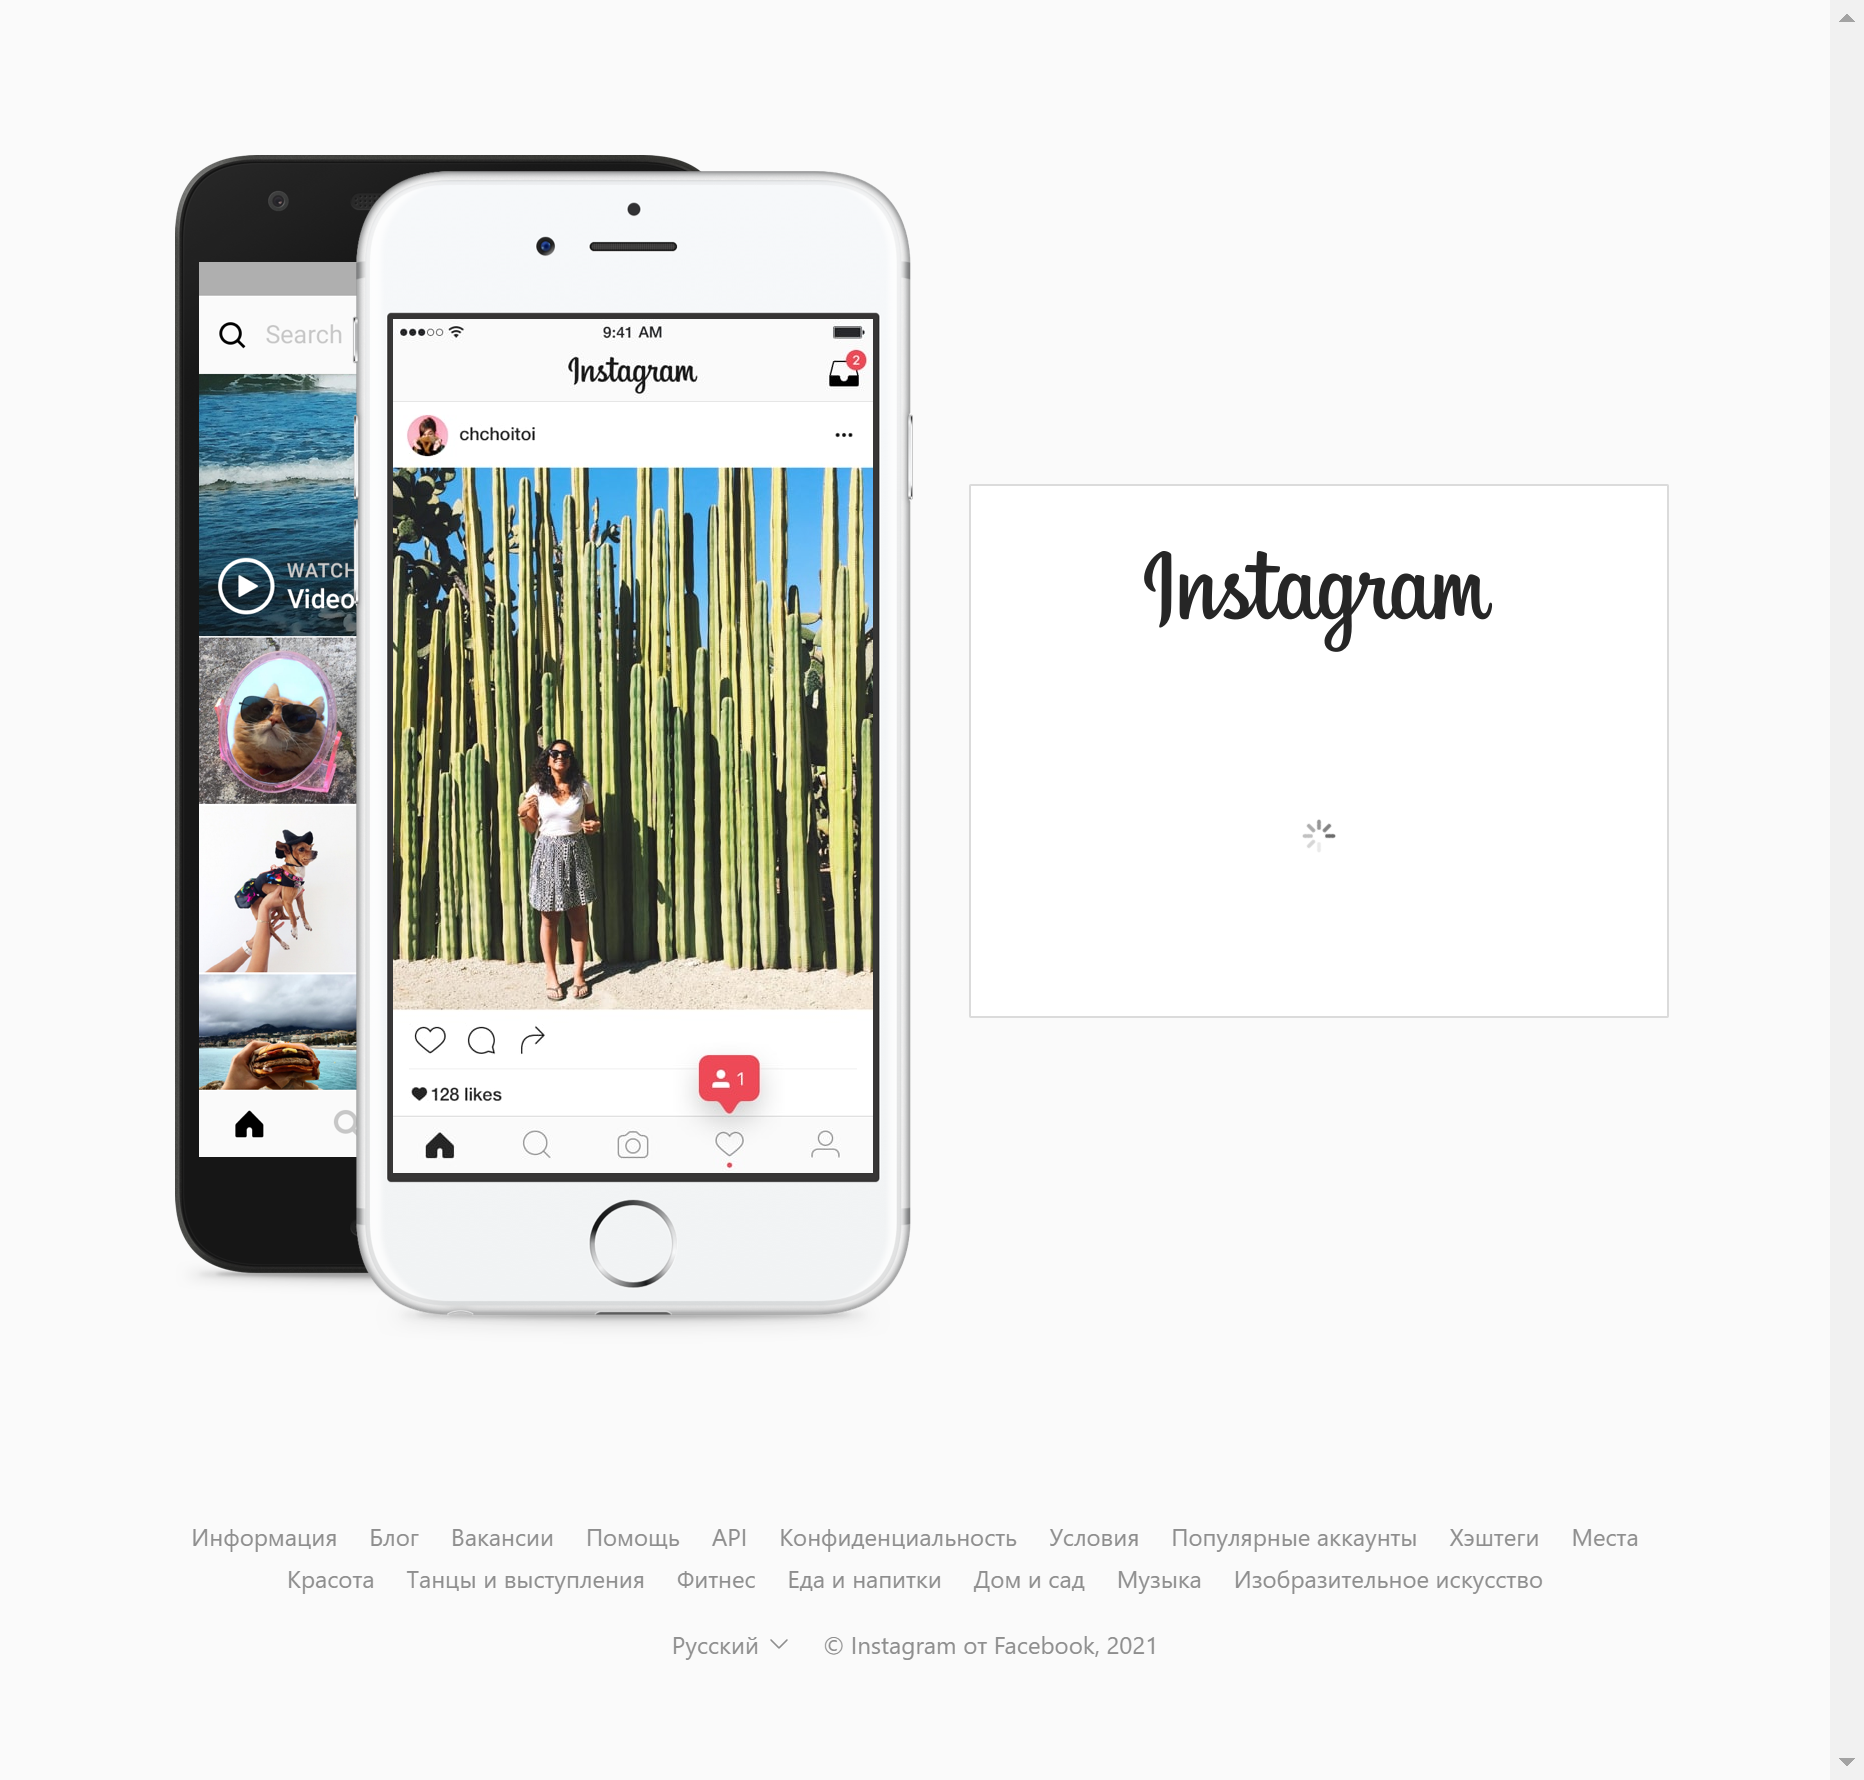 Search
WATCH
Video
9:41 AM
Instagram
2
chchoitoi
1
128 likes
Instagram
Информация Блог Вакансии Помощь API Конфиденциальность Условия Популярные аккаунты Хэштеги Места
Красота Танцы и выступления Фитнес Еда и напитки Дом и сад Музыка Изобразительное искусство
Русский © Instagram от Facebook, 2021